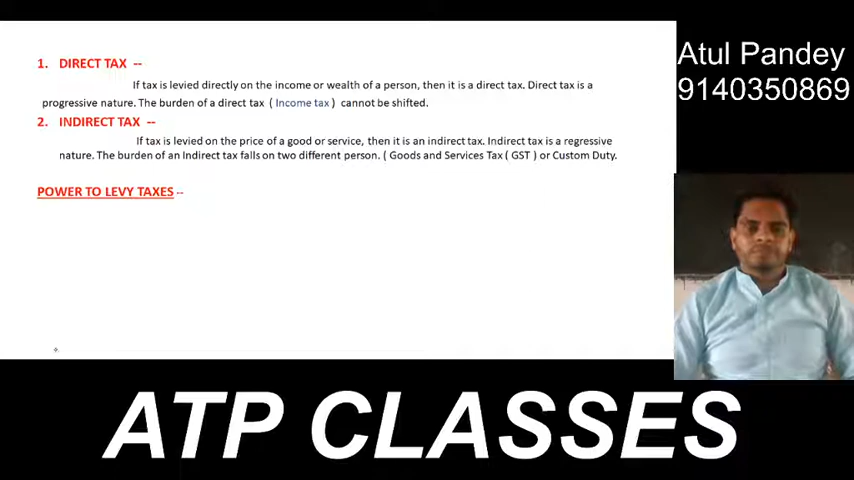 1. DIRECT TAX --
If tax is levied directly on the income or wealth of a person, then it is a direct tax. Direct tax is a
progressive nature. The burden of a direct tax ( Income tax ) cannot be shifted.
2. INDIRECT TAX --
If tax is levied on the price of a good or service, then it is an indirect tax. Indirect tax is a regressive
nature. The burden of an Indirect tax falls on two different person. ( Goods and Services Tax ( GST ) or Custom Duty.
POWER TO LEVY TAXES --
Atul Pandey
9140350869
ATP CLASSES